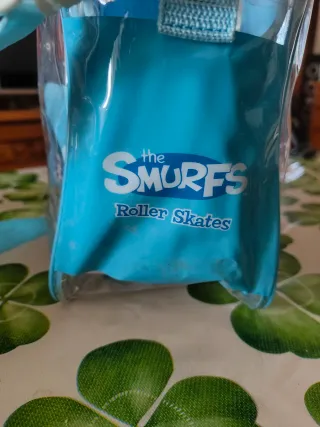 the
SMURFS
Roller Skates